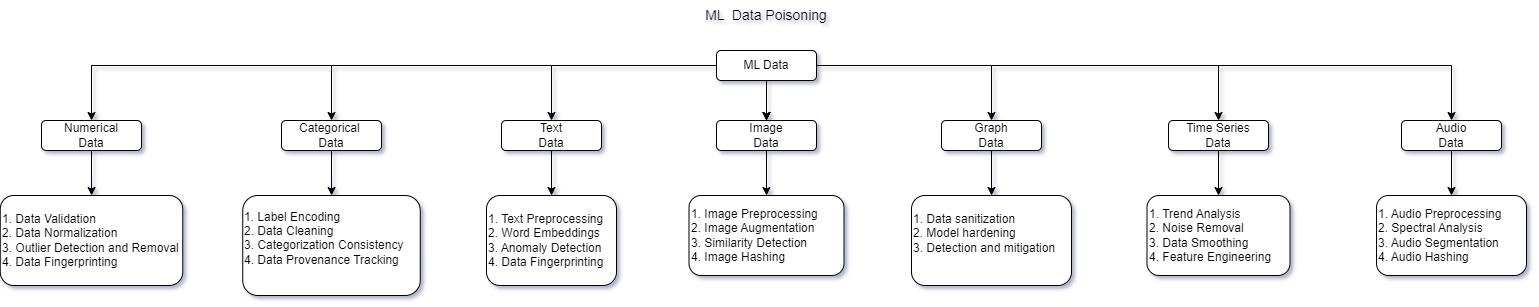 ML  Data Poisoning
ML Data
Numerical
Data
Categorical
Data
Text
Data
Image
Data
Graph
Data
Time Series
Data
Audio
Data
1. Data Validation
2. Data Normalization
3. Outlier Detection and Removal
4. Data Fingerprinting
1. Label Encoding
2. Data Cleaning
3. Categorization Consistency
4. Data Provenance Tracking
1. Text Preprocessing
2. Word Embeddings
3. Anomaly Detection
4. Data Fingerprinting
1. Image Preprocessing
2. Image Augmentation
3. Similarity Detection
4. Image Hashing
1. Data sanitization
2. Model hardening
3. Detection and mitigation
1. Trend Analysis
2. Noise Removal
3. Data Smoothing
4. Feature Engineering
1. Audio Preprocessing
2. Spectral Analysis
3. Audio Segmentation
4. Audio Hashing